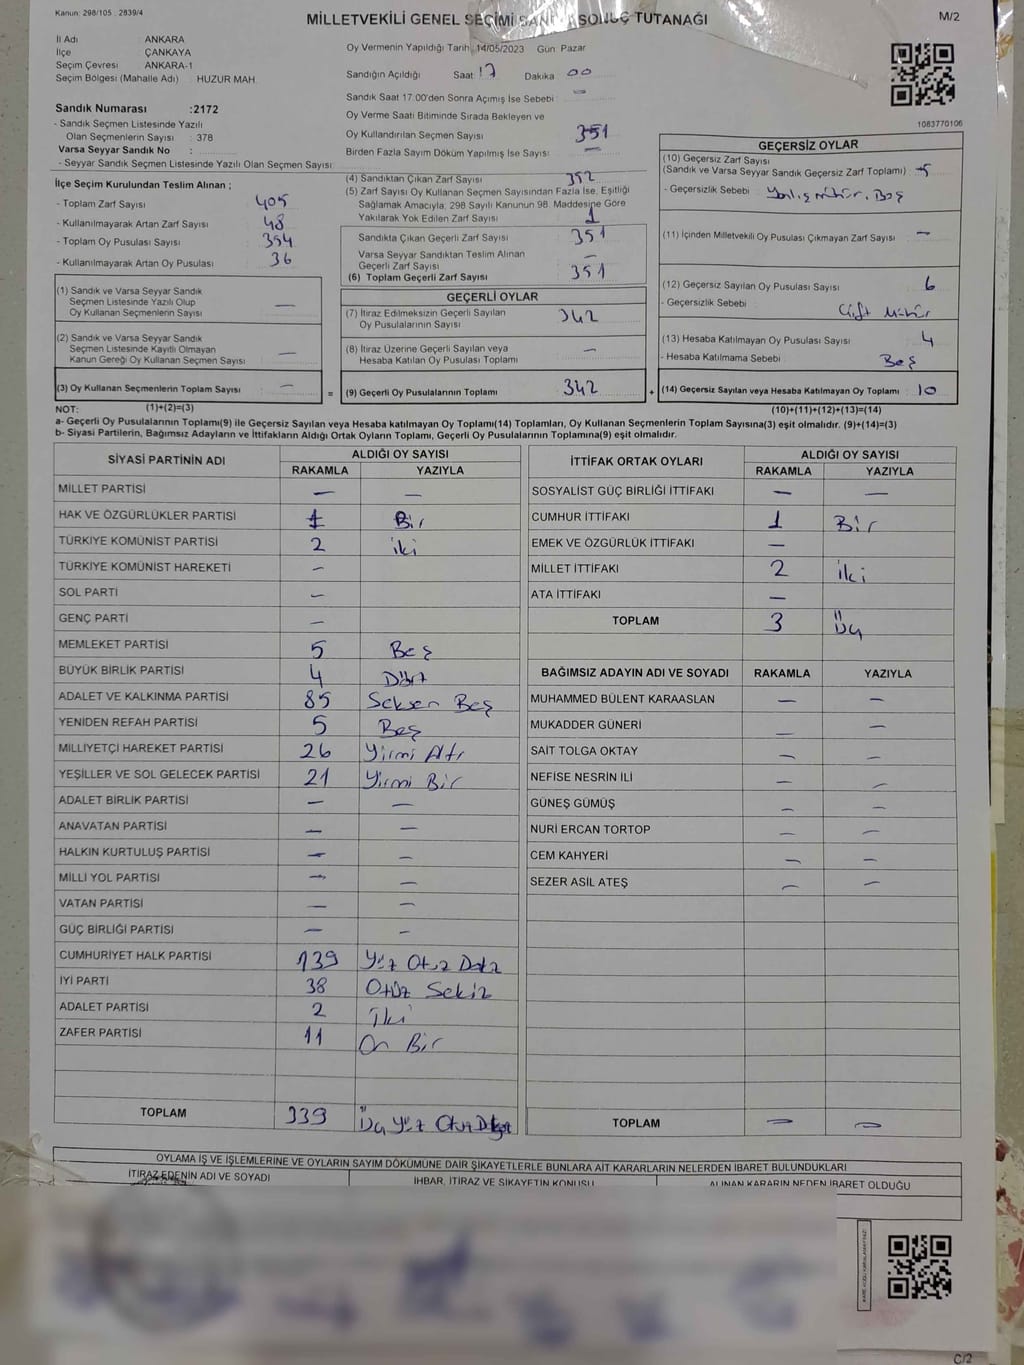 Kanun: 298/105 . 2839/4
MİLLETVEKİLİ GENEL SEÇİMİ SONUÇ TUTANAĞI
M/2
İl Adı ANKARA
İlçe ÇANKAYA
Seçim Çevresi ANKARA-1
Seçim Bölgesi (Mahalle Adı) : HUZUR MAH.
Sandık Numarası :2172
- Sandık Seçmen Listesinde Yazılı
Olan Seçmenlerin Sayısı : 378
Varsa Seyyar Sandık No :
- Seyyar Sandık Seçmen Listesinde Yazılı Olan Seçmen Sayısı:
Oy Vermenin Yapıldığı Tarih 14/05/2023 Gün: Pazar
Sandığın Açıldığı Saat: 17 Dakika 00
Sandık Saat 17:00'den Sonra Açılmış İse Sebebi : —
Oy Verme Saati Bitiminde Sırada Bekleyen ve
Oy Kullandırılan Seçmen Sayısı 351
Birden Fazla Sayım Döküm Yapılmış İse Sayısı —
1083770106
İlçe Seçim Kurulundan Teslim Alınan ;
- Toplam Zarf Sayısı 405
- Kullanılmayarak Artan Zarf Sayısı 48
- Toplam Oy Pusulası Sayısı 394
- Kullanılmayarak Artan Oy Pusulası 36
(4) Sandıktan Çıkan Zarf Sayısı 352
(5) Zarf Sayısı Oy Kullanan Seçmen Sayısından Fazla İse, Eşitliği
Sağlamak Amacıyla; 298 Sayılı Kanunun 98. Maddesine Göre
Yakılarak Yok Edilen Zarf Sayısı 1
Sandıkta Çıkan Geçerli Zarf Sayısı 351
Varsa Seyyar Sandıktan Teslim Alınan
Geçerli Zarf Sayısı —
(6) Toplam Geçerli Zarf Sayısı 351
GEÇERSİZ OYLAR
(10) Geçersiz Zarf Sayısı
(Sandık ve Varsa Seyyar Sandık Geçersiz Zarf Toplamı)
- Geçersizlik Sebebi : Yanlış mühür, Boş
(11) İçinden Milletvekili Oy Pusulası Çıkmayan Zarf Sayısı —
(12) Geçersiz Sayılan Oy Pusulası Sayısı : 6
- Geçersizlik Sebebi : Çift Mühür
(13) Hesaba Katılmayan Oy Pusulası Sayısı : 4
- Hesaba Katılmama Sebebi : Boş
(14) Geçersiz Sayılan veya Hesaba Katılmayan Oy Toplamı : 10
(10)+(11)+(12)+(13)=(14)
(1) Sandık ve Varsa Seyyar Sandık
Seçmen Listesinde Yazılı Olup
Oy Kullanan Seçmenlerin Sayısı —
(2) Sandık ve Varsa Seyyar Sandık
Seçmen Listesinde Kayıtlı Olmayan
Kanun Gereği Oy Kullanan Seçmen Sayısı —
(3) Oy Kullanan Seçmenlerin Toplam Sayısı —
(1)+(2)=(3)
GEÇERLİ OYLAR
(7) İtiraz Edilmeksizin Geçerli Sayılan
Oy Pusulalarının Sayısı 342
(8) İtiraz Üzerine Geçerli Sayılan veya
Hesaba Katılan Oy Pusulası Toplamı —
= (9) Geçerli Oy Pusulalarının Toplamı 342 +
NOT:
a- Geçerli Oy Pusulalarının Toplamı(9) ile Geçersiz Sayılan veya Hesaba katılmayan Oy Toplamı(14) Toplamları, Oy Kullanan Seçmenlerin Toplam Sayısına(3) eşit olmalıdır. (9)+(14)=(3)
b- Siyasi Partilerin, Bağımsız Adayların ve İttifakların Aldığı Ortak Oyların Toplamı, Geçerli Oy Pusulalarının Toplamına(9) eşit olmalıdır.
SİYASİ PARTİNİN ADI ALDIĞI OY SAYISI
RAKAMLA YAZIYLA
MİLLET PARTİSİ — —
HAK VE ÖZGÜRLÜKLER PARTİSİ 1 Bir
TÜRKİYE KOMÜNİST PARTİSİ 2 iki
TÜRKİYE KOMÜNİST HAREKETİ —
SOL PARTİ —
GENÇ PARTİ —
MEMLEKET PARTİSİ 5 Beş
BÜYÜK BİRLİK PARTİSİ 4 Dört
ADALET VE KALKINMA PARTİSİ 85 Seksen Beş
YENİDEN REFAH PARTİSİ 5 Beş
MİLLİYETÇİ HAREKET PARTİSİ 26 Yirmi Altı
YEŞİLLER VE SOL GELECEK PARTİSİ 21 Yirmi Bir
ADALET BİRLİK PARTİSİ — —
ANAVATAN PARTİSİ — —
HALKIN KURTULUŞ PARTİSİ — —
MİLLİ YOL PARTİSİ — —
VATAN PARTİSİ — —
GÜÇ BİRLİĞİ PARTİSİ — —
CUMHURİYET HALK PARTİSİ 139 Yüz Otuz Dokuz
İYİ PARTİ 38 Otuz Sekiz
ADALET PARTİSİ 2 İki
ZAFER PARTİSİ 11 On Bir
TOPLAM 339 Üç Yüz Otuz Dokuz
İTTİFAK ORTAK OYLARI ALDIĞI OY SAYISI
RAKAMLA YAZIYLA
SOSYALİST GÜÇ BİRLİĞİ İTTİFAKI — —
CUMHUR İTTİFAKI 1 Bir
EMEK VE ÖZGÜRLÜK İTTİFAKI —
MİLLET İTTİFAKI 2 İki
ATA İTTİFAKI —
TOPLAM 3 Üç
BAĞIMSIZ ADAYIN ADI VE SOYADI RAKAMLA YAZIYLA
MUHAMMED BÜLENT KARAASLAN — —
MUKADDER GÜNERİ — —
SAİT TOLGA OKTAY — —
NEFİSE NESRİN İLİ — —
GÜNEŞ GÜMÜŞ — —
NURİ ERCAN TORTOP — —
CEM KAHYERİ — —
SEZER ASİL ATEŞ — —
TOPLAM — —
OYLAMA İŞ VE İŞLEMLERİNE VE OYLARIN SAYIM DÖKÜMÜNE DAİR ŞİKAYETLERLE BUNLARA AİT KARARLARIN NELERDEN İBARET BULUNDUKLARI
İTİRAZ EDENİN ADI VE SOYADI İHBAR, İTİRAZ VE ŞİKAYETİN KONUSU ALINAN KARARIN NEDEN İBARET OLDUĞU
C/2